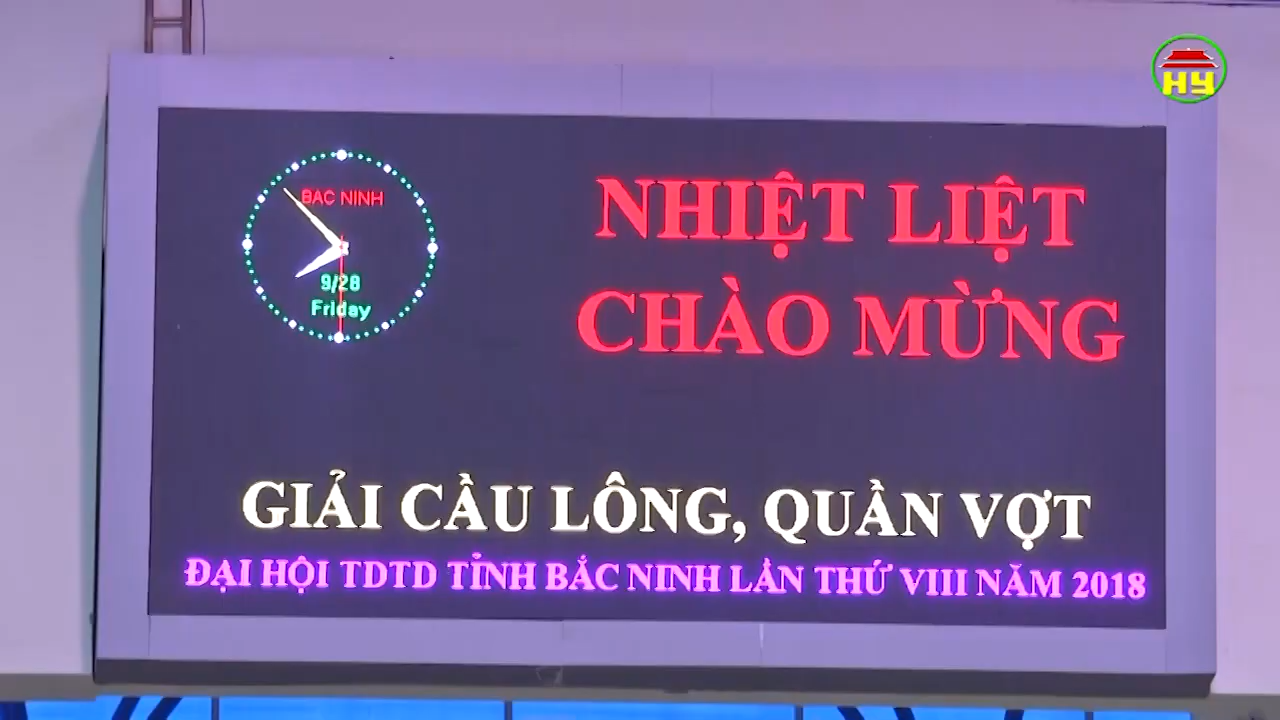 HY
BAC NINH
9/28
Friday
NHIỆT LIỆT
CHÀO MỪNG
GIẢI CẦU LÔNG, QUẦN VỢT
ĐẠI HỘI TDTD TỈNH BẮC NINH LẦN THỨ VIII NĂM 2018